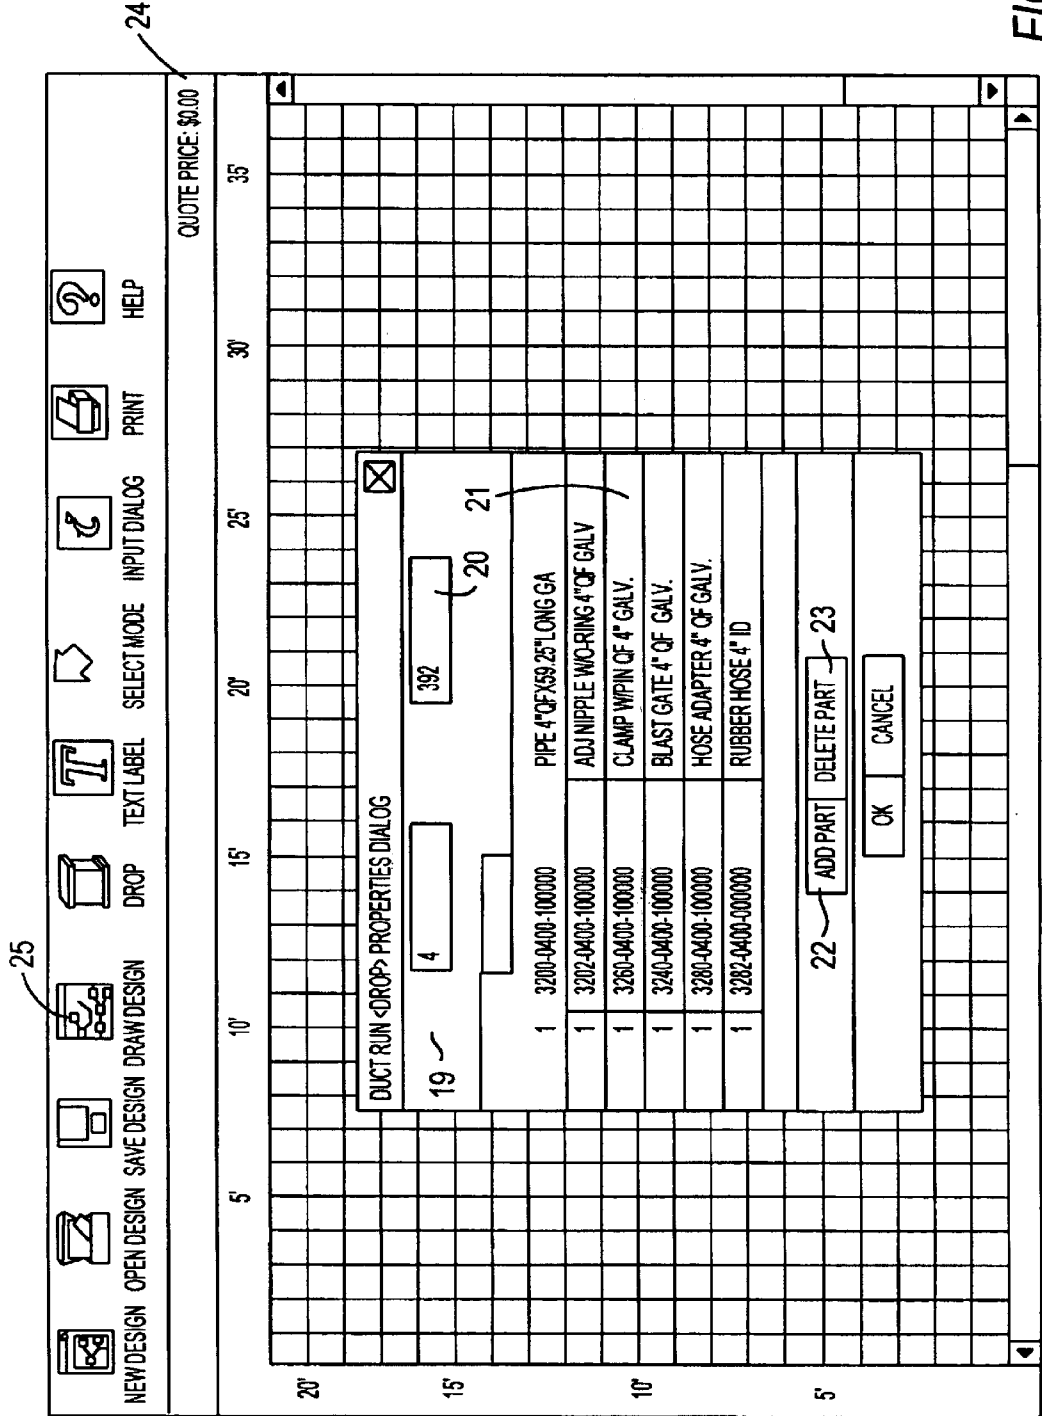 25
24
NEW DESIGN OPEN DESIGN SAVE DESIGN DRAW DESIGN DROP TEXT LABEL SELECT MODE INPUT DIALOG PRINT HELP
QUOTE PRICE: $0.00
5' 10' 15' 20' 25' 30' 35'
20'
15'
10'
5'
DUCT RUN <DROP> PROPERTIES DIALOG
19
4
392
20
21
1 3200-0400-100000 PIPE 4"QFX59.25"LONG GA
1 3202-0400-100000 ADJ NIPPLE W/O-RING 4"QF GALV
1 3260-0400-100000 CLAMP W/PIN QF 4" GALV.
1 3240-0400-100000 BLAST GATE 4" QF GALV.
1 3280-0400-100000 HOSE ADAPTER 4" QF GALV.
1 3282-0400-000000 RUBBER HOSE 4" ID
22
ADD PART DELETE PART
23
OK CANCEL